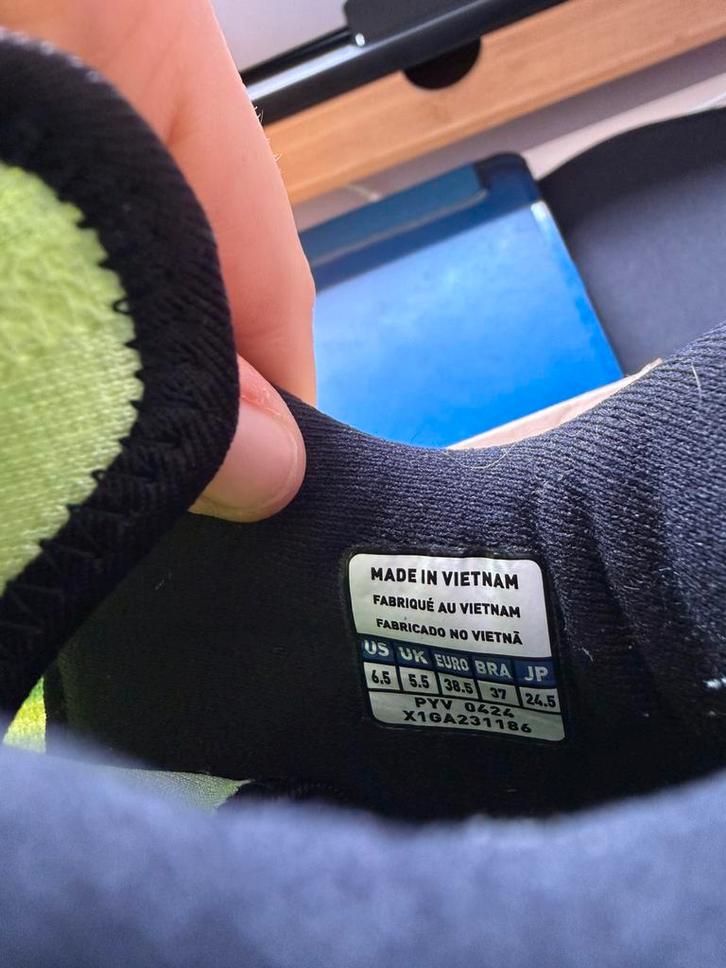 MADE IN VIETNAM
FABRIQUÉ AU VIETNAM
FABRICADO NO VIETNÃ
US UK EURO BRA JP
6.5 5.5 38.5 37 24.5
PYV 0424
X1GA231186